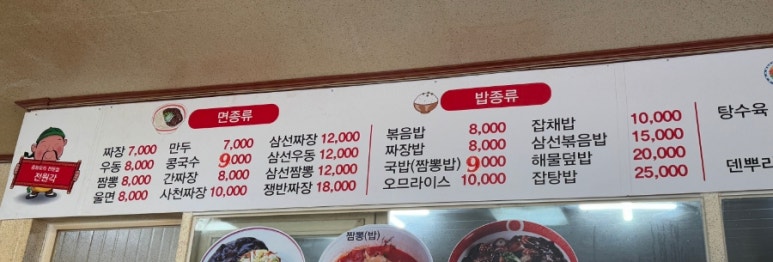 면종류
짜장 7,000 만두 7,000 삼선짜장 12,000
우동 8,000 콩국수 9000 삼선우동 12,000
짬뽕 8,000 간짜장 8,000 삼선짬뽕 12,000
울면 8,000 사천짜장 10,000 쟁반짜장 18,000
밥종류
볶음밥 8,000 잡채밥 10,000
짜장밥 8,000 삼선볶음밥 15,000
국밥(짬뽕밥) 9000 해물덮밥 20,000
오므라이스 10,000 잡탕밥 25,000
탕수육
덴뿌라
전원각
짬뽕(밥)